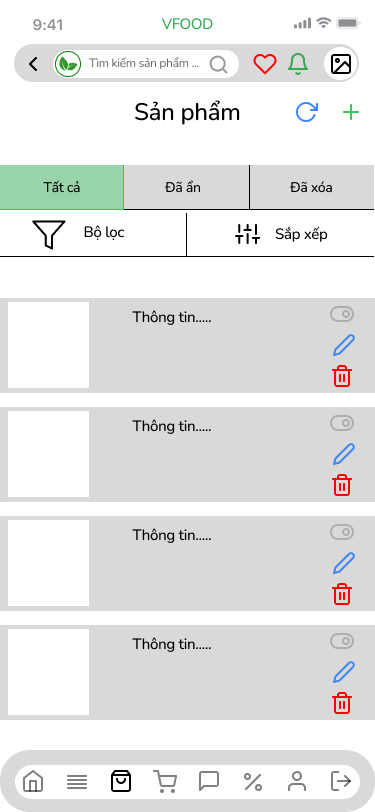 9:41
VFOOD
Tìm kiếm sản phẩm ...
Sản phẩm
Tất cả
Đã ẩn
Đã xóa
Bộ lọc
Sắp xếp
Thông tin.....
Thông tin.....
Thông tin.....
Thông tin.....